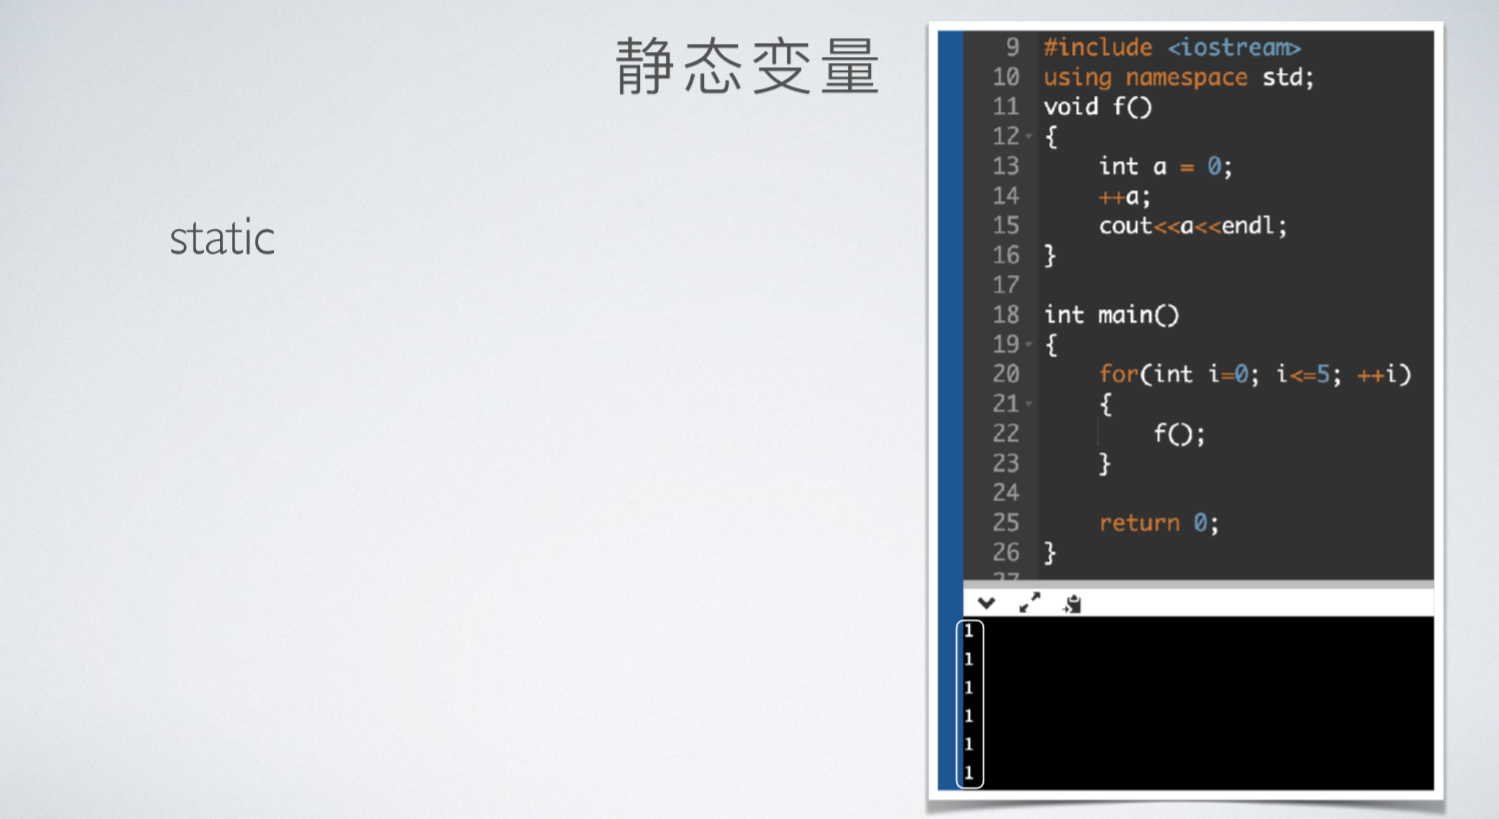 静态变量
static
9 #include <iostream>
10 using namespace std;
11 void f()
12 {
13     int a = 0;
14     ++a;
15     cout<<a<<endl;
16 }
17
18 int main()
19 {
20     for(int i=0; i<=5; ++i)
21     {
22         f();
23     }
24
25     return 0;
26 }
27
1
1
1
1
1
1